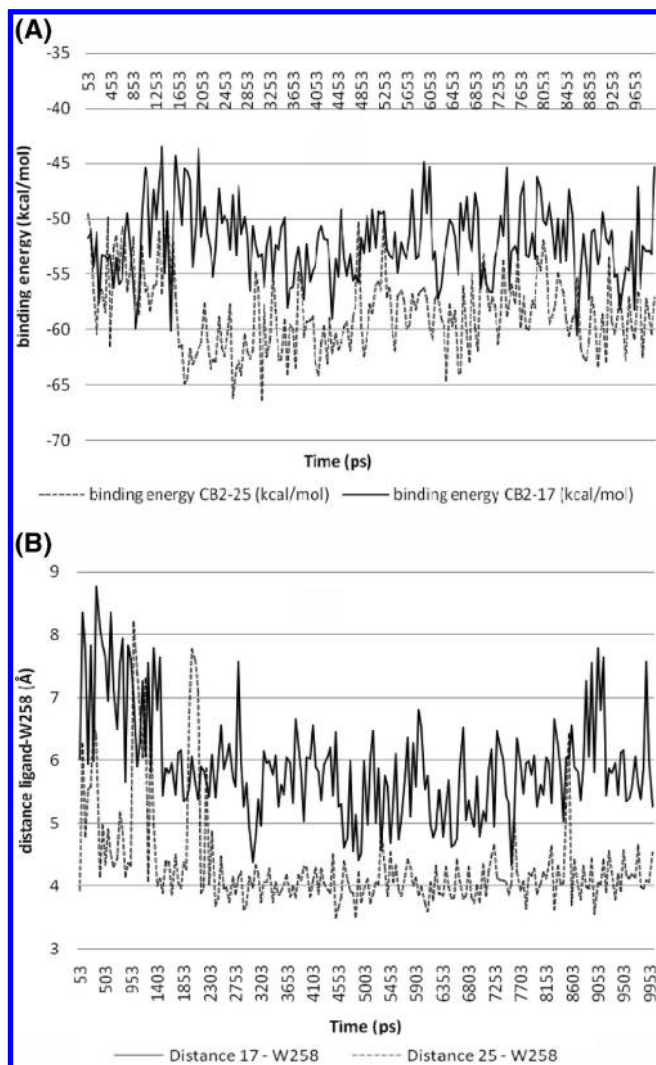 (A)
-35
53 453 853 1253 1653 2053 2453 2853 3253 3653 4053 4453 4853 5253 5653 6053 6453 6853 7253 7653 8053 8453 8853 9253 9653
-40
-45
-50
-55
-60
-65
-70
binding energy (kcal/mol)
Time (ps)
binding energy CB2-25 (kcal/mol) binding energy CB2-17 (kcal/mol)
(B)
9
8
7
6
5
4
3
distance ligand-W258 (Å)
53 503 953 1403 1853 2303 2753 3203 3653 4103 4553 5003 5453 5903 6353 6803 7253 7703 8153 8603 9053 9503 9953
Time (ps)
Distance 17 - W258 Distance 25 - W258